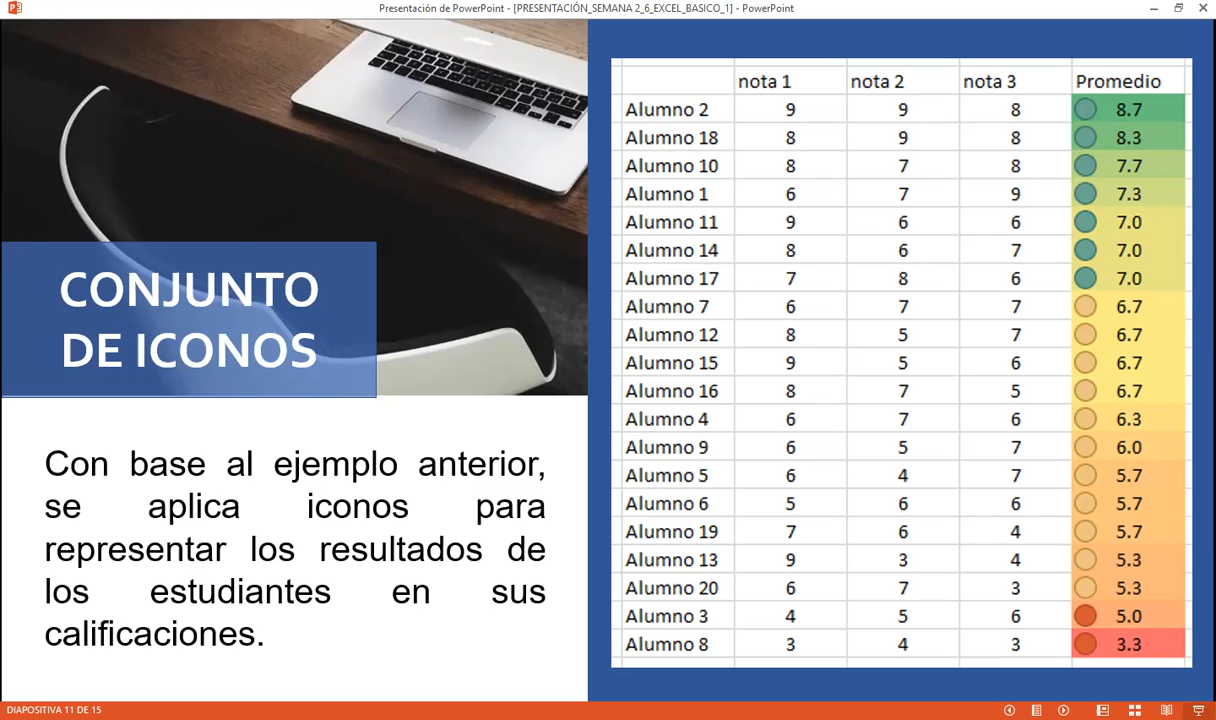 Presentación de PowerPoint - [PRESENTACIÓN_SEMANA 2_6_EXCEL_BASICO_1] - PowerPoint
CONJUNTO
DE ICONOS
Con base al ejemplo anterior,
se aplica iconos para
representar los resultados de
los estudiantes en sus
calificaciones.
nota 1 nota 2 nota 3 Promedio
Alumno 2 9 9 8 8.7
Alumno 18 8 9 8 8.3
Alumno 10 8 7 8 7.7
Alumno 1 6 7 9 7.3
Alumno 11 9 6 6 7.0
Alumno 14 8 6 7 7.0
Alumno 17 7 8 6 7.0
Alumno 7 6 7 7 6.7
Alumno 12 8 5 7 6.7
Alumno 15 9 5 6 6.7
Alumno 16 8 7 5 6.7
Alumno 4 6 7 6 6.3
Alumno 9 6 5 7 6.0
Alumno 5 6 4 7 5.7
Alumno 6 5 6 6 5.7
Alumno 19 7 6 4 5.7
Alumno 13 9 3 4 5.3
Alumno 20 6 7 3 5.3
Alumno 3 4 5 6 5.0
Alumno 8 3 4 3 3.3
DIAPOSITIVA 11 DE 15